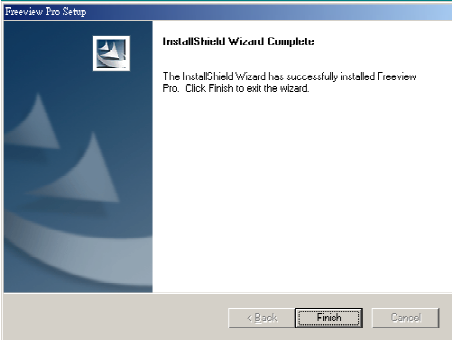 Freeview Pro Setup
InstallShield Wizard Complete
The InstallShield Wizard has successfully installed Freeview
Pro. Click Finish to exit the wizard.
< Back
Finish
Cancel